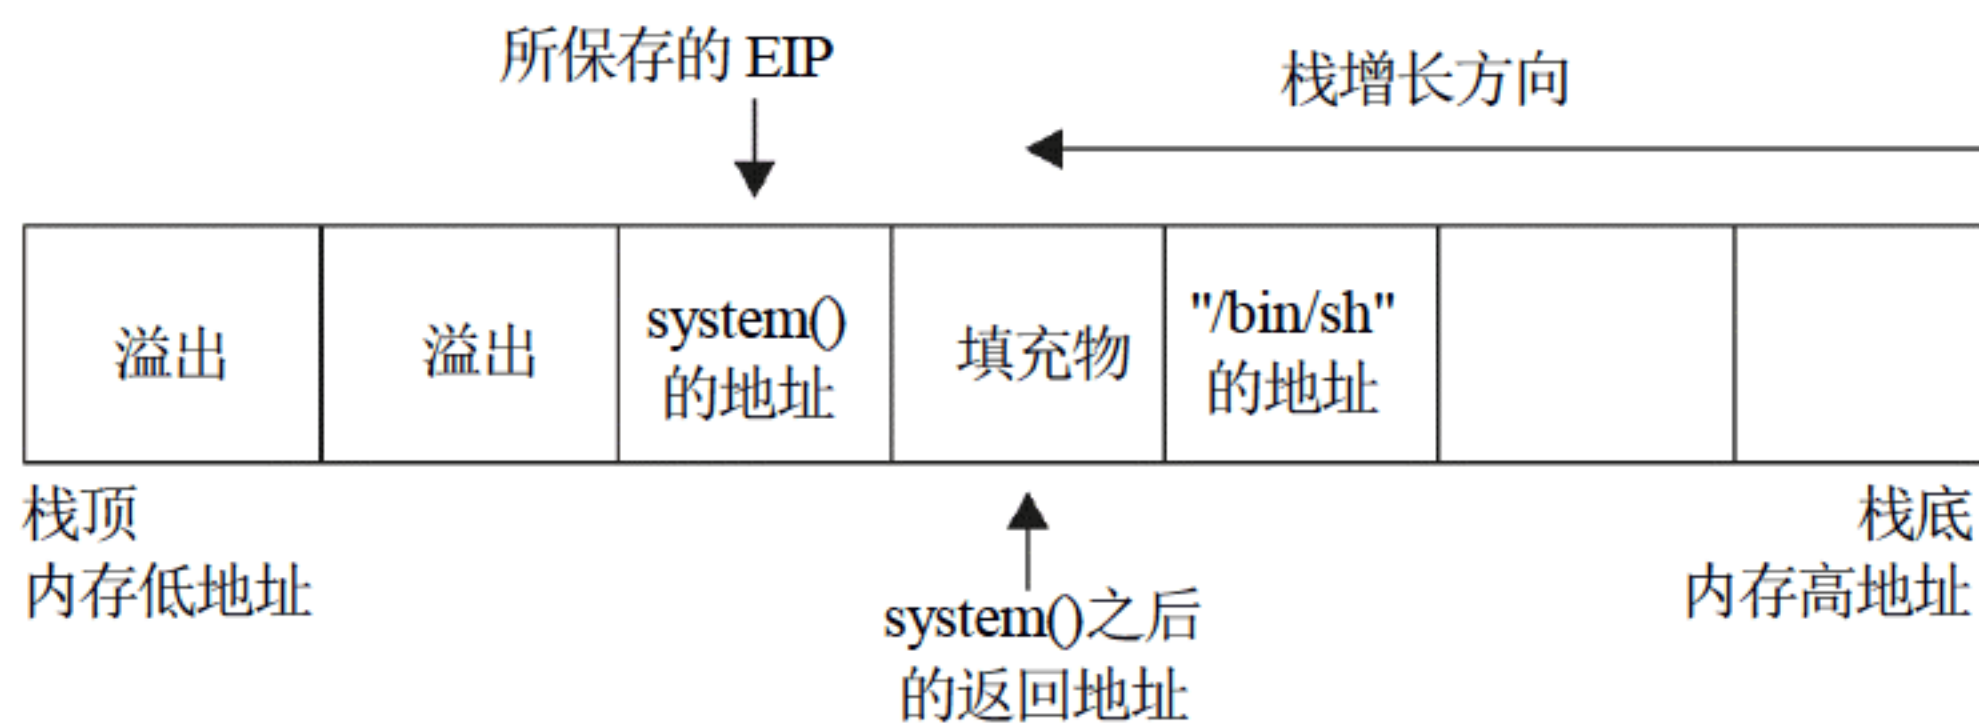 所保存的 EIP
栈增长方向
溢出
溢出
system()
的地址
填充物
"/bin/sh"
的地址
栈顶
内存低地址
栈底
内存高地址
system()之后
的返回地址